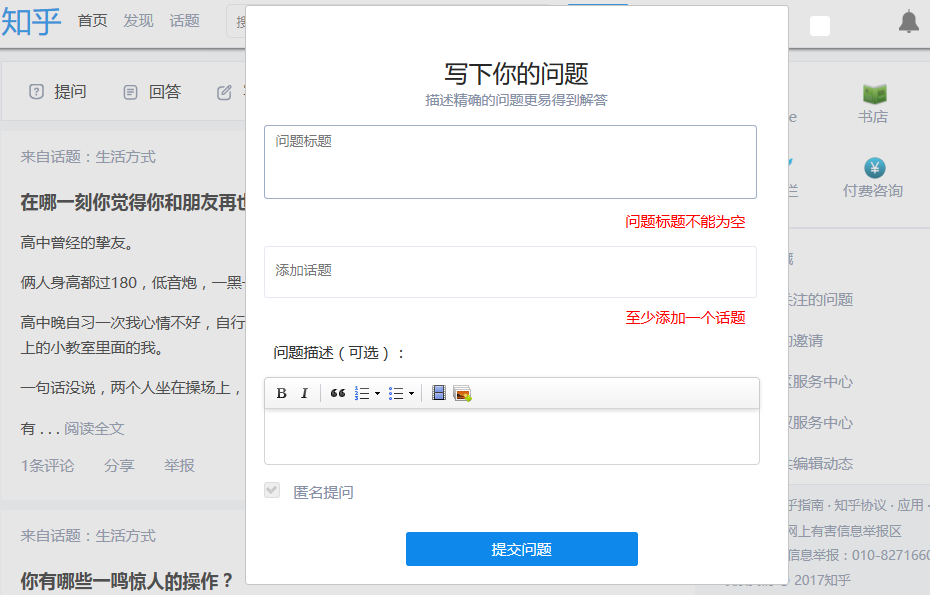 知乎 首页 发现 话题
提问 回答
来自话题：生活方式
在哪一刻你觉得你和朋友再也
高中曾经的挚友。
俩人身高都过180，低音炮，一黑
高中晚自习一次我心情不好，自行
上的小教室里面的我。
一句话没说，两个人坐在操场上，
有 . . . 阅读全文
1条评论 分享 举报
来自话题：生活方式
你有哪些一鸣惊人的操作？
写下你的问题
描述精确的问题更易得到解答
问题标题
问题标题不能为空
添加话题
至少添加一个话题
问题描述（可选）：
B I
匿名提问
提交问题
e 书店
付费咨询
注的问题
邀请
服务中心
服务中心
编辑动态
乎指南 · 知乎协议 · 应用 ·
网上有害信息举报区
信息举报：010-8271660
2017知乎